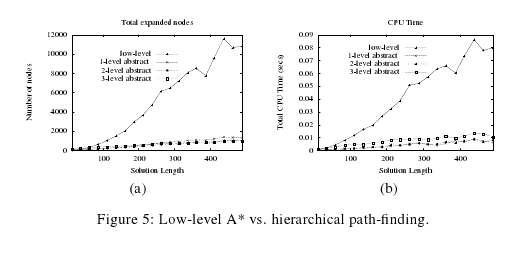 Total expanded nodes
12000
10000
8000
6000
4000
2000
0
Number of nodes
low-level
1-level abstract
2-level abstract
3-level abstract
100
200
300
400
Solution Length
(a)
CPU Time
0.09
0.08
0.07
0.06
0.05
0.04
0.03
0.02
0.01
0
Total CPU Time (secs)
low-level
1-level abstract
2-level abstract
3-level abstract
100
200
300
400
Solution Length
(b)
Figure 5: Low-level A* vs. hierarchical path-finding.